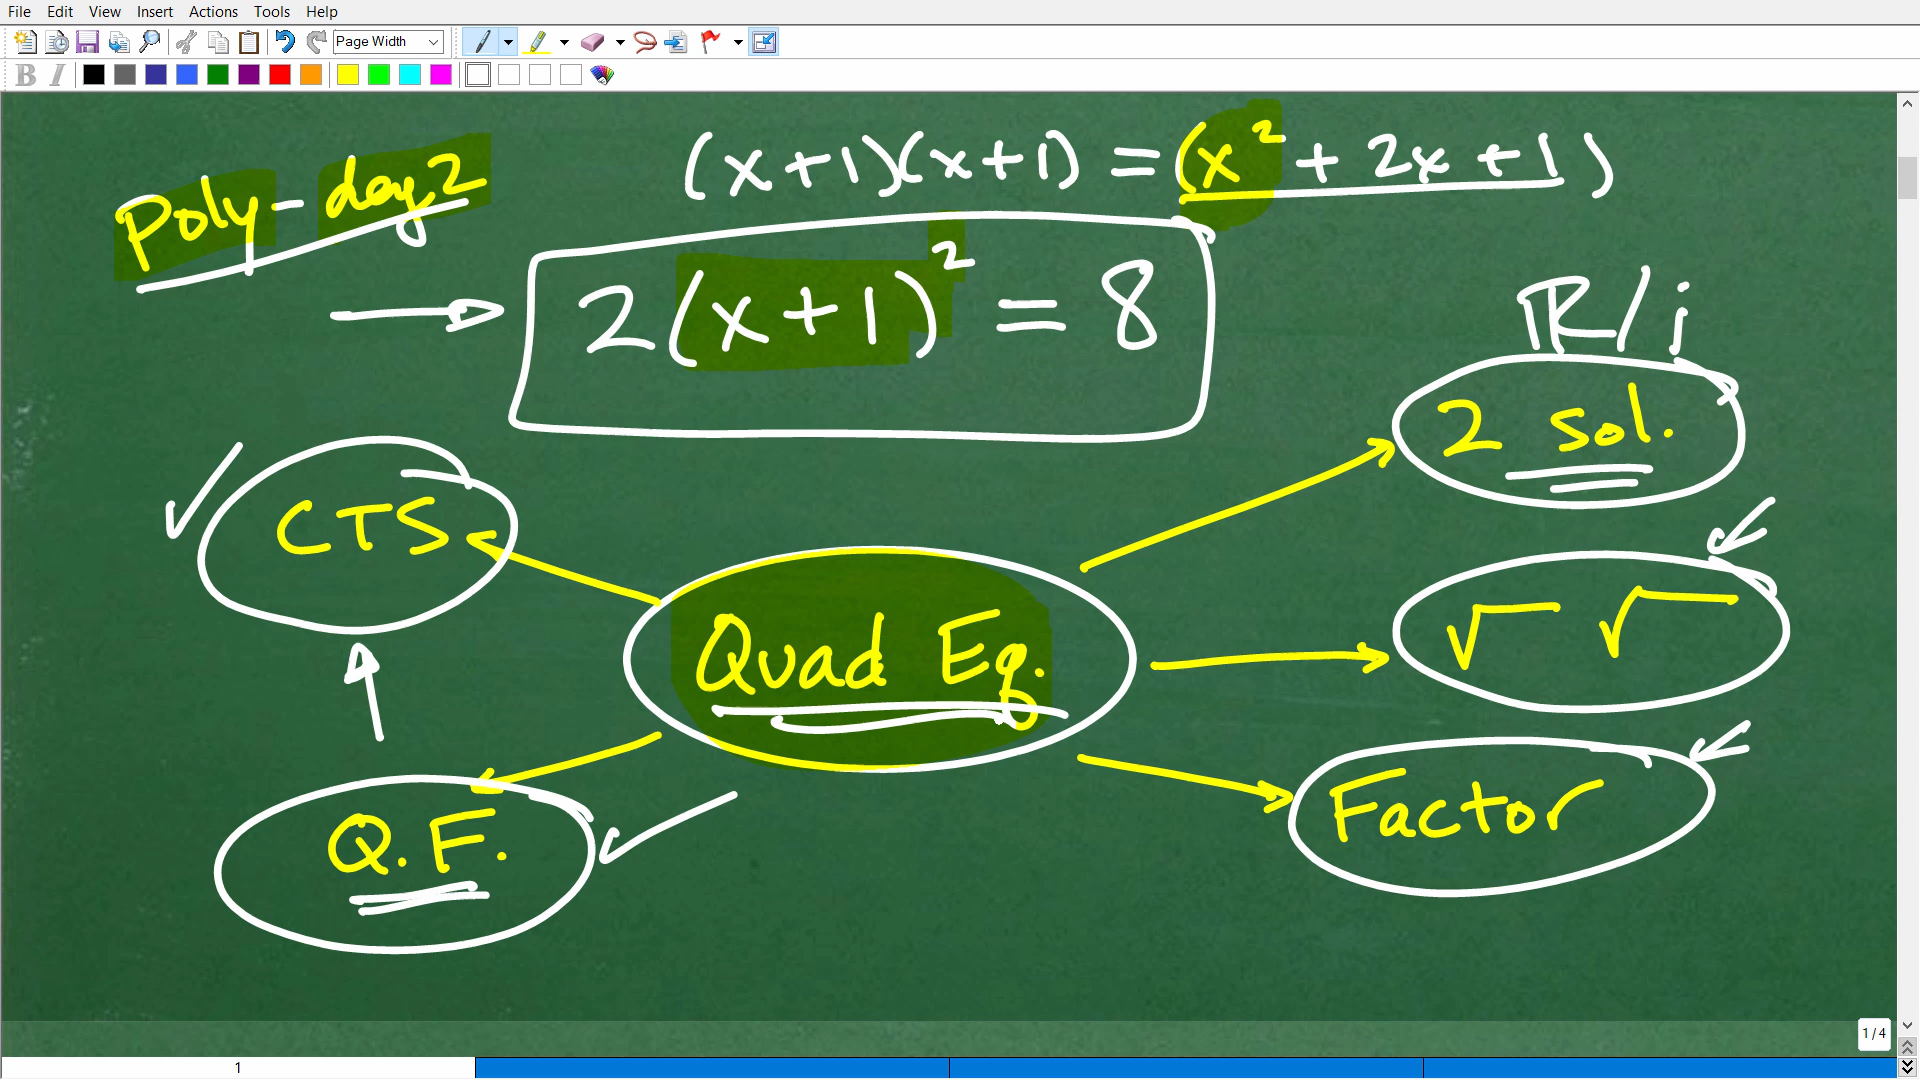 File Edit View Insert Actions Tools Help
Page Width
B I
(x+1)(x+1) = (x² + 2x + 1)
Poly - deg 2
2(x+1)² = 8
ℝ / i
2 sol.
CTS
√ √
Quad Eq.
Q.F.
Factor
1 / 4
1